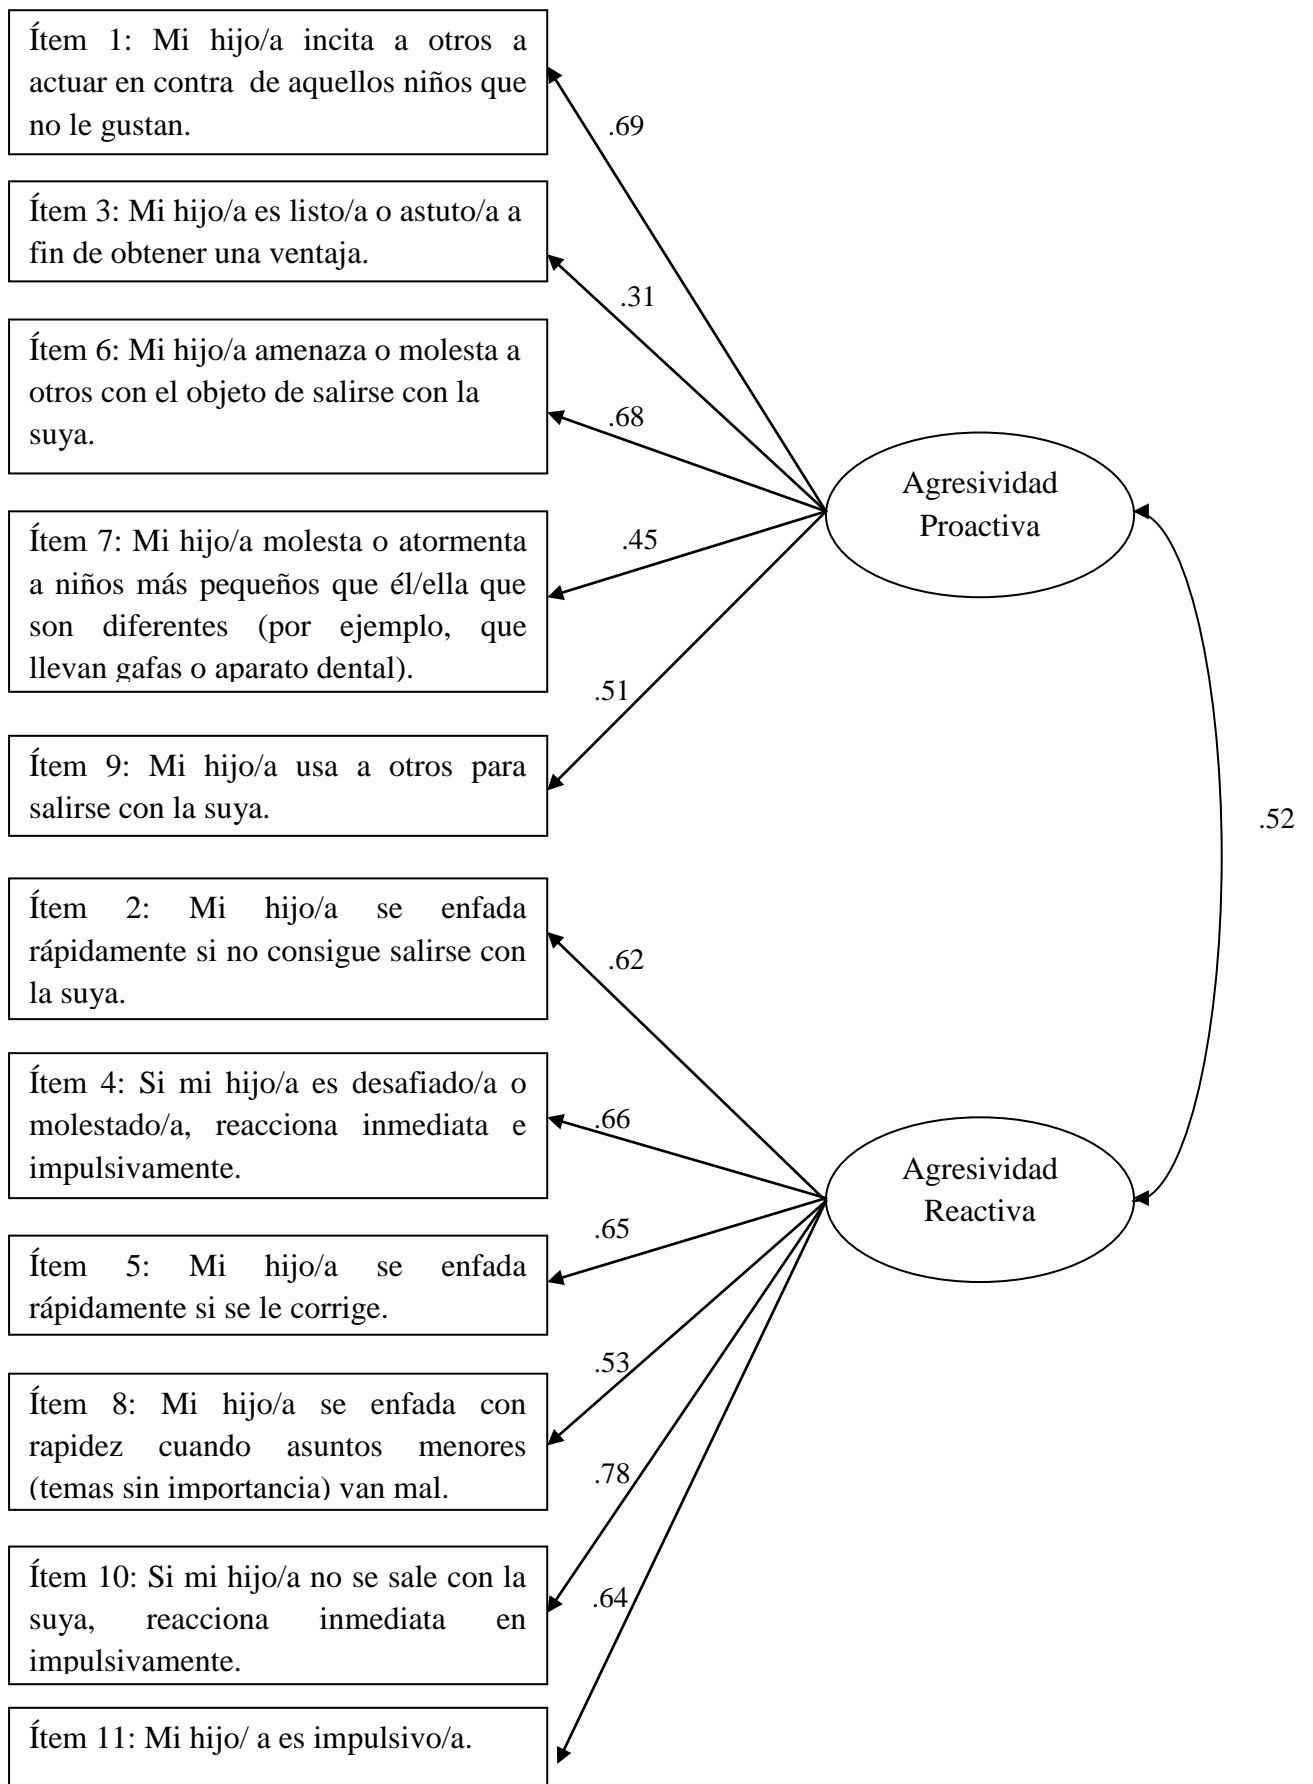 Ítem 1: Mi hijo/a incita a otros a
actuar en contra de aquellos niños que
no le gustan.
.69
Ítem 3: Mi hijo/a es listo/a o astuto/a a
fin de obtener una ventaja.
.31
Ítem 6: Mi hijo/a amenaza o molesta a
otros con el objeto de salirse con la
suya.
.68
Agresividad
Proactiva
Ítem 7: Mi hijo/a molesta o atormenta
a niños más pequeños que él/ella que
son diferentes (por ejemplo, que
llevan gafas o aparato dental).
.45
.51
Ítem 9: Mi hijo/a usa a otros para
salirse con la suya.
.52
Ítem 2: Mi hijo/a se enfada
rápidamente si no consigue salirse con
la suya.
.62
Ítem 4: Si mi hijo/a es desafiado/a o
molestado/a, reacciona inmediata e
impulsivamente.
.66
Agresividad
Reactiva
.65
Ítem 5: Mi hijo/a se enfada
rápidamente si se le corrige.
.53
Ítem 8: Mi hijo/a se enfada con
rapidez cuando asuntos menores
(temas sin importancia) van mal.
.78
Ítem 10: Si mi hijo/a no se sale con la
suya, reacciona inmediata en
impulsivamente.
.64
Ítem 11: Mi hijo/ a es impulsivo/a.